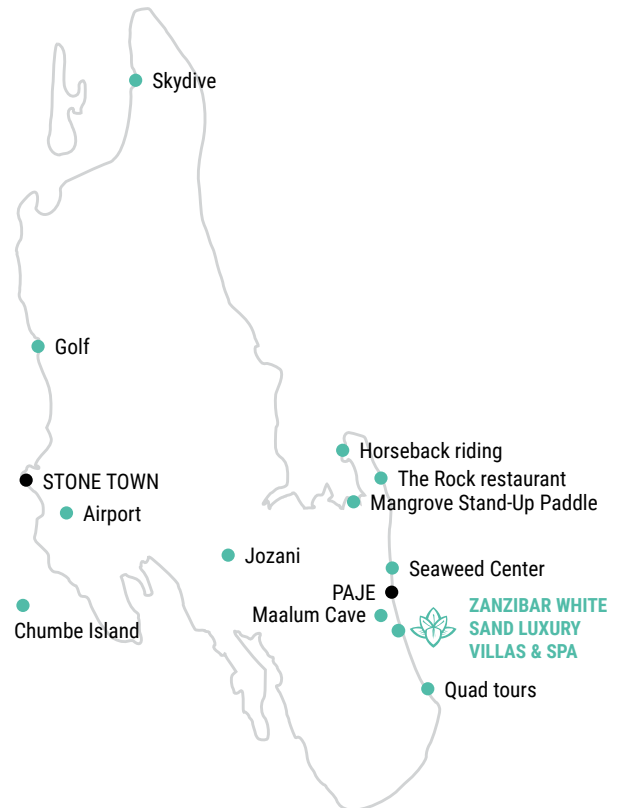 Skydive
Golf
Horseback riding
The Rock restaurant
STONE TOWN
Mangrove Stand-Up Paddle
Airport
Jozani
Seaweed Center
PAJE
ZANZIBAR WHITE
SAND LUXURY
VILLAS & SPA
Maalum Cave
Chumbe Island
Quad tours